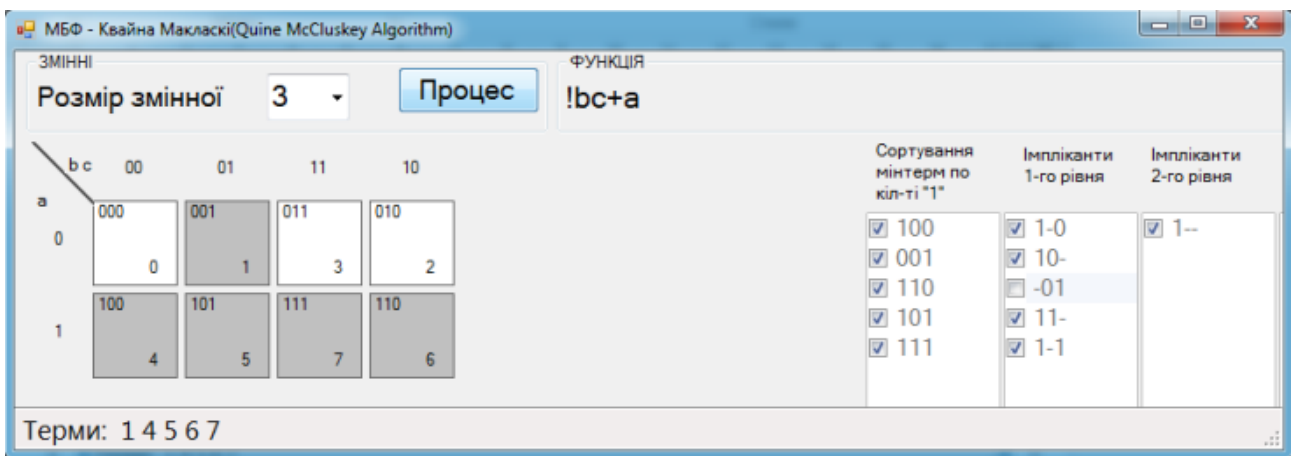 МБФ - Квайна Макласкі(Quine McCluskey Algorithm)
ЗМІННІ
Розмір змінної 3 Процес
ФУНКЦІЯ
!bc+a
b c 00 01 11 10
a
0
000 001 011 010
0 1 3 2
1
100 101 111 110
4 5 7 6
Сортування
мінтерм по
кіл-ті "1"
100
001
110
101
111
Імпліканти
1-го рівня
1-0
10-
-01
11-
1-1
Імпліканти
2-го рівня
1--
Терми: 1 4 5 6 7